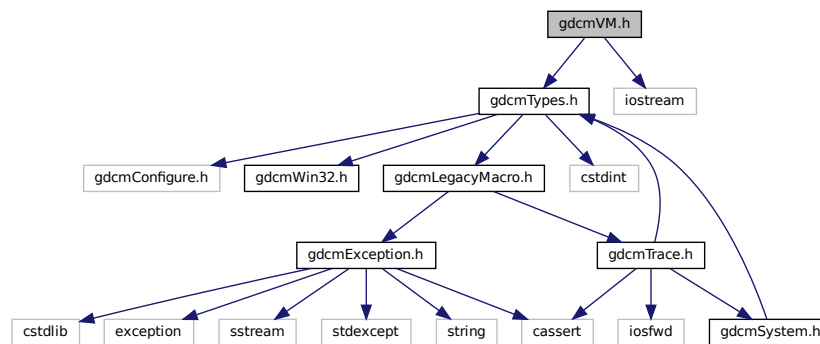 gdcmVM.h
gdcmTypes.h
iostream
gdcmConfigure.h
gdcmWin32.h
gdcmLegacyMacro.h
cstdint
gdcmException.h
gdcmTrace.h
cstdlib
exception
sstream
stdexcept
string
cassert
iosfwd
gdcmSystem.h